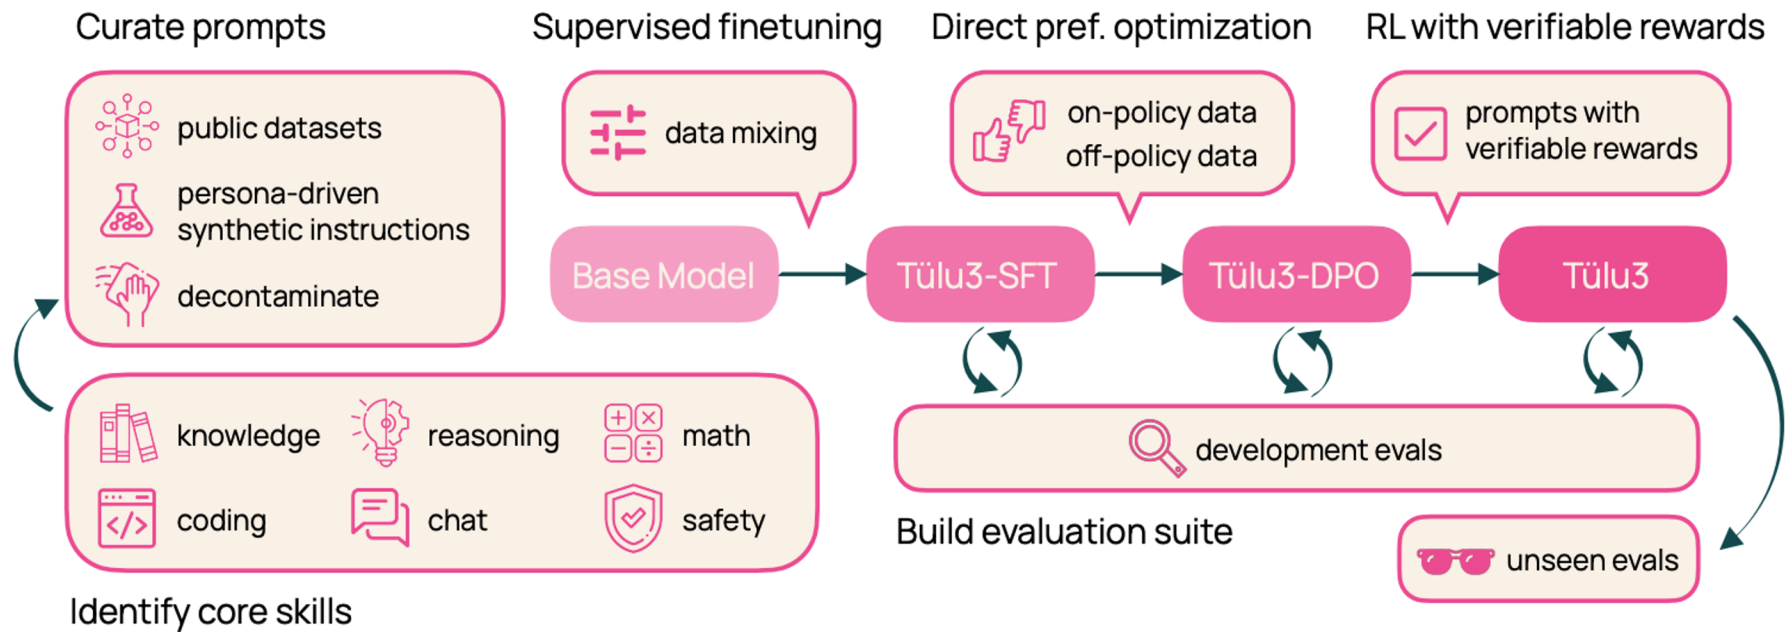 Curate prompts
public datasets
persona-driven
synthetic instructions
decontaminate
knowledge
reasoning
math
coding
chat
safety
Identify core skills
Supervised finetuning
data mixing
Direct pref. optimization
on-policy data
off-policy data
RL with verifiable rewards
prompts with
verifiable rewards
Base Model
Tülu3-SFT
Tülu3-DPO
Tülu3
development evals
Build evaluation suite
unseen evals